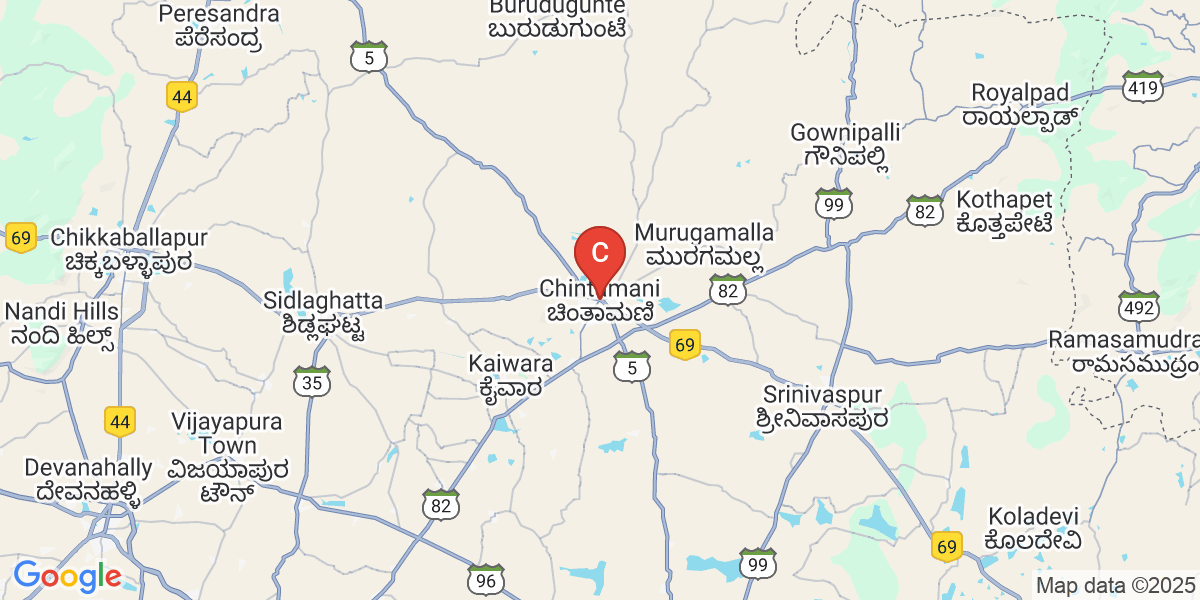 Peresandra
ಪೆರೆಸಂದ್ರ
Burudugunte
ಬುರುಡುಗುಂಟೆ
5
44
419
Royalpad
ರಾಯಲ್ಪಾಡ್
Gownipalli
ಗೌನಿಪಲ್ಲಿ
99
82
Kothapet
ಕೊತ್ತಪೇಟೆ
69
Chikkaballapur
ಚಿಕ್ಕಬಳ್ಳಾಪುರ
C
Murugamalla
ಮುರಗಮಲ್ಲ
82
Chintamani
ಚಿಂತಾಮಣಿ
Sidlaghatta
ಶಿಡ್ಲಘಟ್ಟ
Nandi Hills
ನಂದಿ ಹಿಲ್ಸ್
492
Ramasamudra
ರಾಮಸಮುದ್ರಂ
69
5
Kaiwara
ಕೈವಾರ
35
Srinivaspur
ಶ್ರೀನಿವಾಸಪುರ
44
Vijayapura
Town
ವಿಜಯಾಪುರ
ಟೌನ್
Devanahally
ದೇವನಹಳ್ಳಿ
82
Koladevi
ಕೊಲದೇವಿ
69
99
96
Google
Map data ©2025